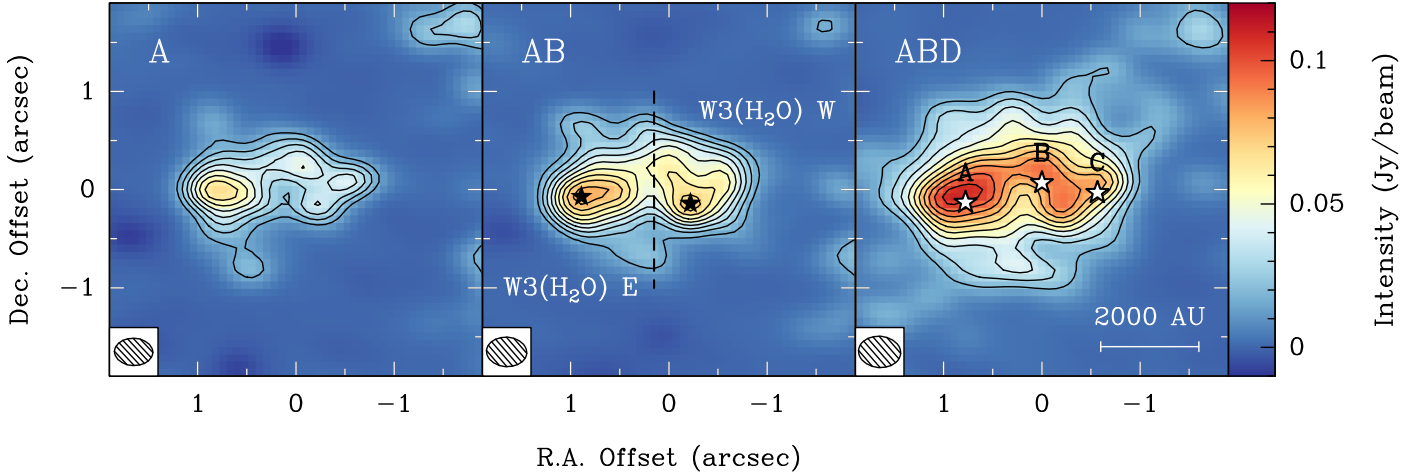 A
AB
ABD
W3(H₂O) W
W3(H₂O) E
A
B
C
2000 AU
1
0
−1
Dec. Offset (arcsec)
1
0
−1
1
0
−1
1
0
−1
R.A. Offset (arcsec)
0.1
0.05
0
Intensity (Jy/beam)